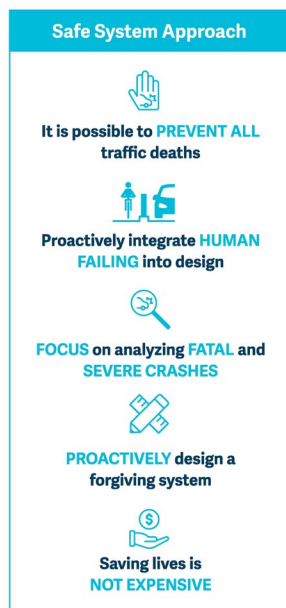 Safe System Approach
It is possible to PREVENT ALL
traffic deaths
Proactively integrate HUMAN
FAILING into design
FOCUS on analyzing FATAL and
SEVERE CRASHES
PROACTIVELY design a
forgiving system
$
Saving lives is
NOT EXPENSIVE